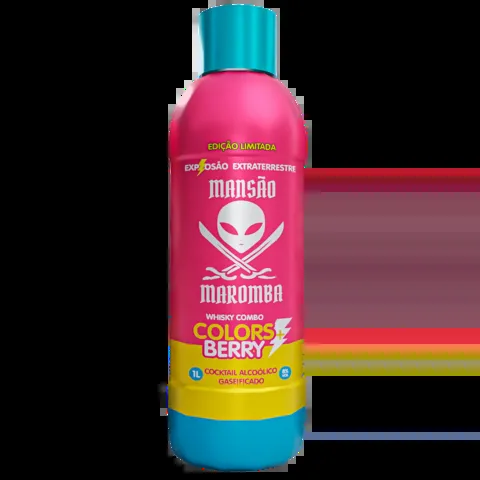 EDIÇÃO LIMITADA
EXPLOSÃO EXTRATERRESTRE
MANSÃO
MAROMBA
WHISKY COMBO
COLORS+
BERRY
1L
COCKTAIL ALCOÓLICO
GASEIFICADO